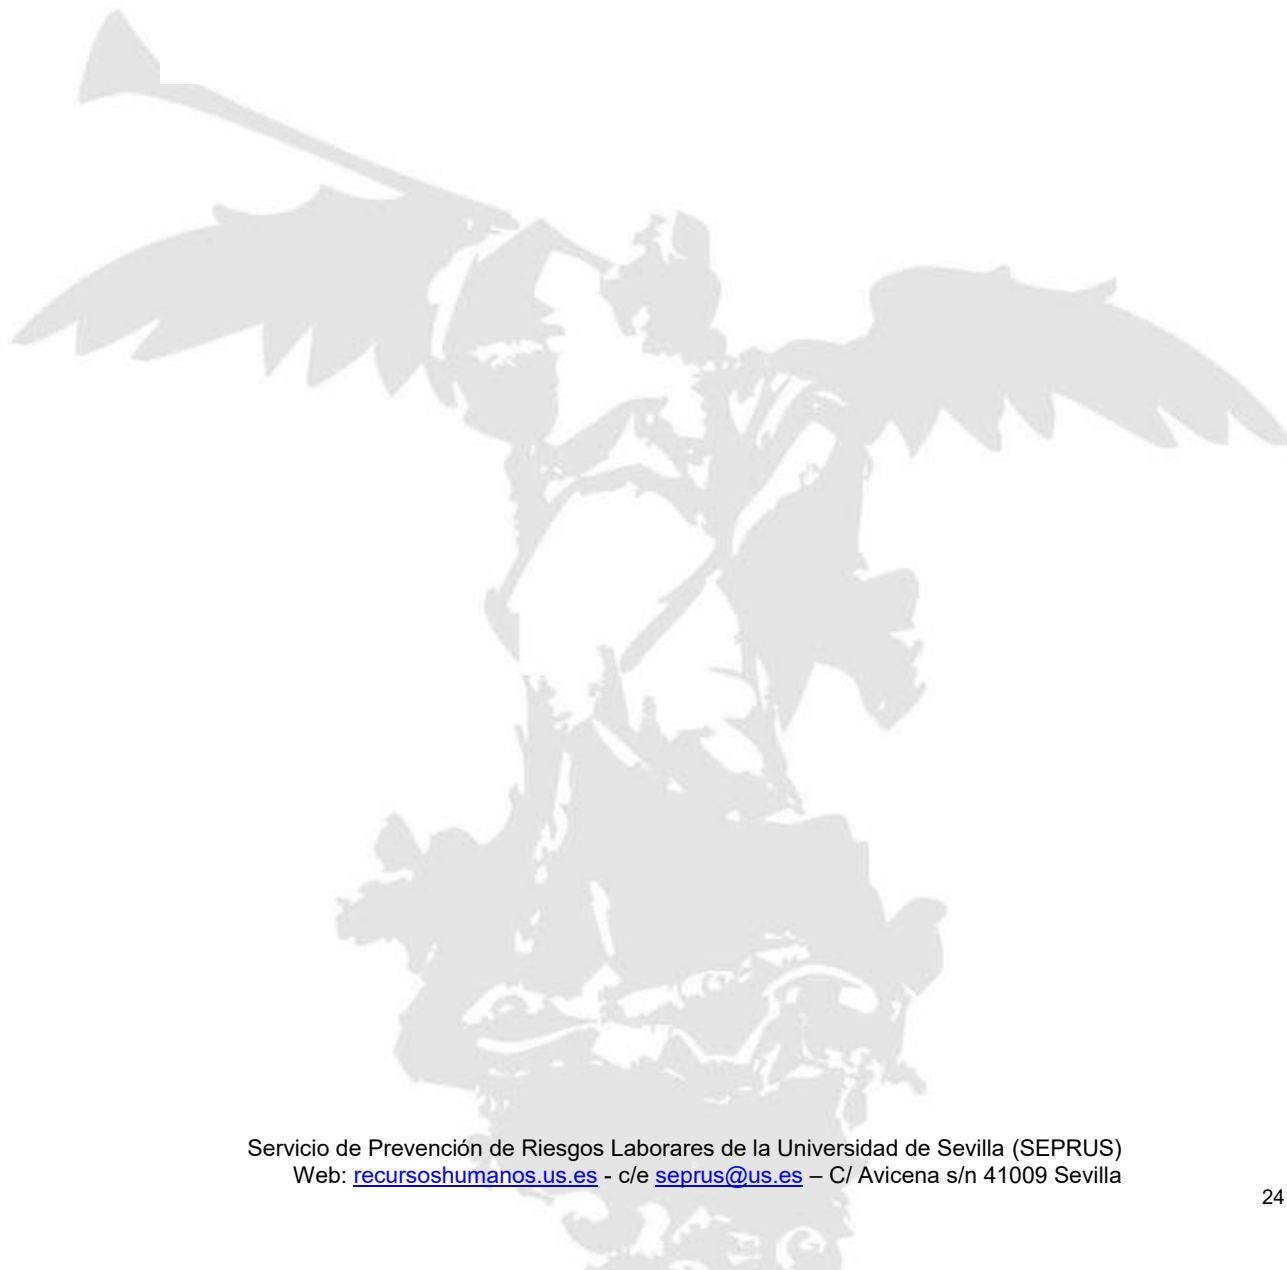 Servicio de Prevención de Riesgos Laborares de la Universidad de Sevilla (SEPRUS)
Web: recursoshumanos.us.es - c/e seprus@us.es – C/ Avicena s/n 41009 Sevilla
24